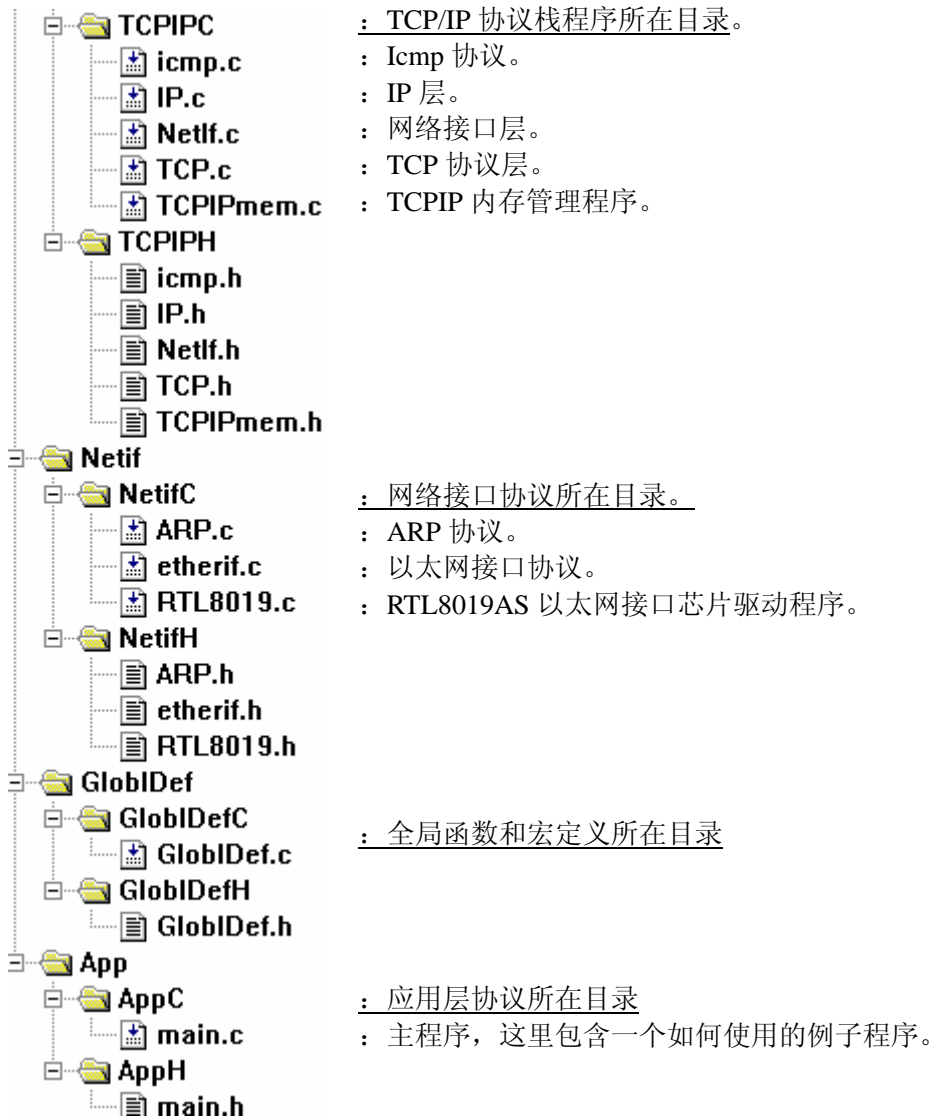 TCPIPC ：TCP/IP 协议栈程序所在目录。
icmp.c ：Icmp 协议。
IP.c ：IP 层。
NetIf.c ：网络接口层。
TCP.c ：TCP 协议层。
TCPIPmem.c ：TCPIP 内存管理程序。
TCPIPH
icmp.h
IP.h
NetIf.h
TCP.h
TCPIPmem.h
Netif
NetifC ：网络接口协议所在目录。
ARP.c ：ARP 协议。
etherif.c ：以太网接口协议。
RTL8019.c ：RTL8019AS 以太网接口芯片驱动程序。
NetifH
ARP.h
etherif.h
RTL8019.h
GloblDef
GloblDefC ：全局函数和宏定义所在目录
GloblDef.c
GloblDefH
GloblDef.h
App
AppC ：应用层协议所在目录
main.c ：主程序，这里包含一个如何使用的例子程序。
AppH
main.h